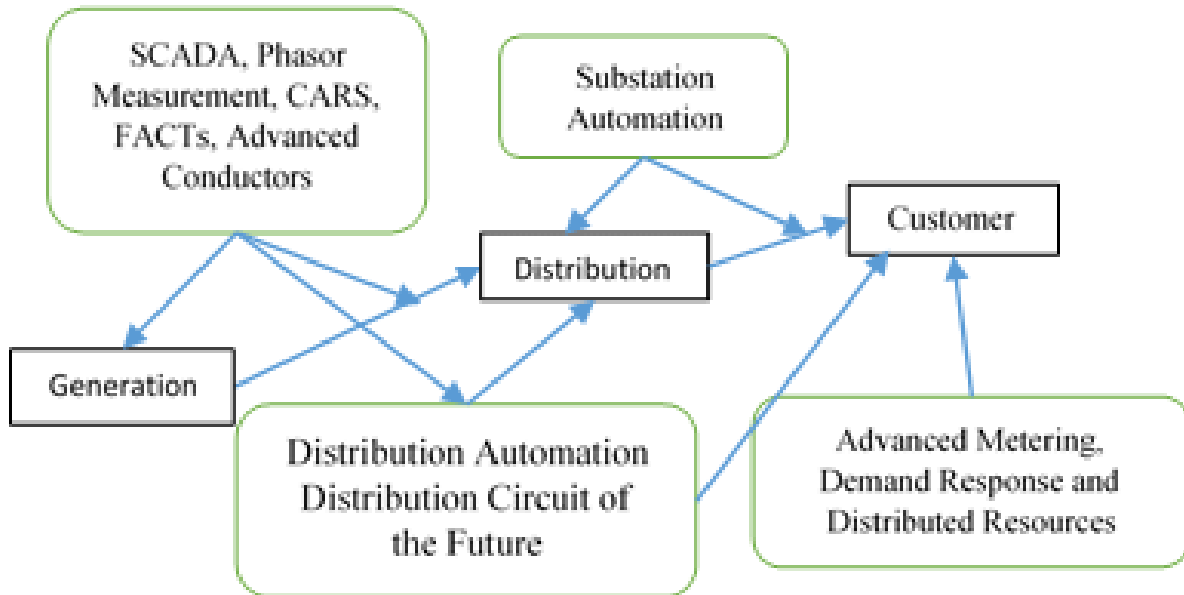 SCADA, Phasor
Measurement, CARS,
FACTs, Advanced
Conductors
Substation
Automation
Customer
Distribution
Generation
Distribution Automation
Distribution Circuit of
the Future
Advanced Metering,
Demand Response and
Distributed Resources